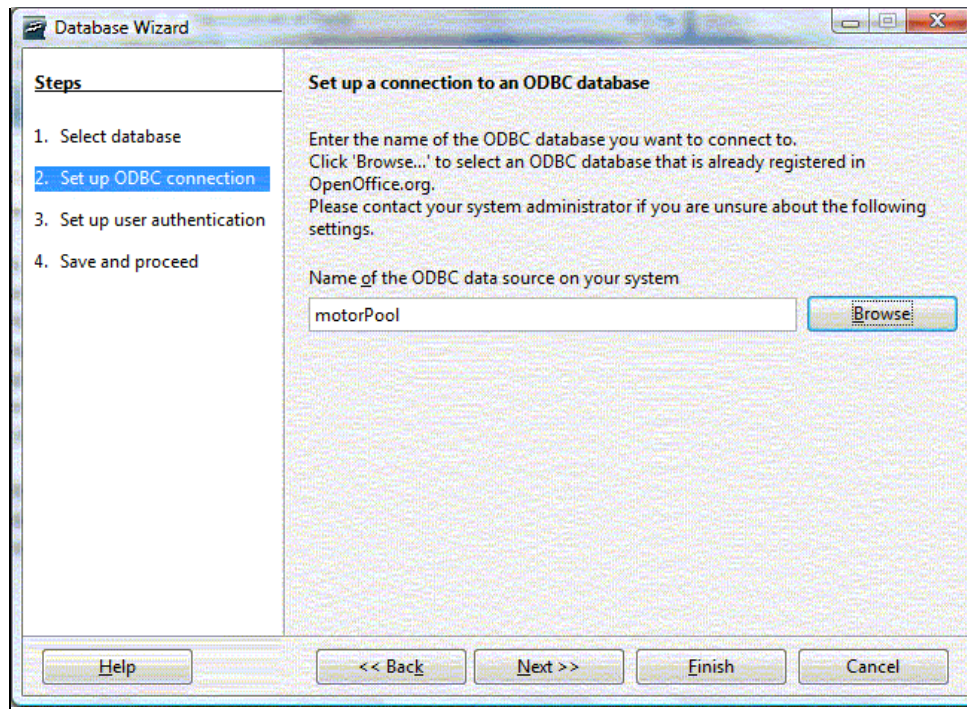 Database Wizard
Steps
1. Select database
2. Set up ODBC connection
3. Set up user authentication
4. Save and proceed
Set up a connection to an ODBC database
Enter the name of the ODBC database you want to connect to.
Click 'Browse...' to select an ODBC database that is already registered in
OpenOffice.org.
Please contact your system administrator if you are unsure about the following
settings.
Name of the ODBC data source on your system
motorPool
Browse
Help
<< Back
Next >>
Finish
Cancel